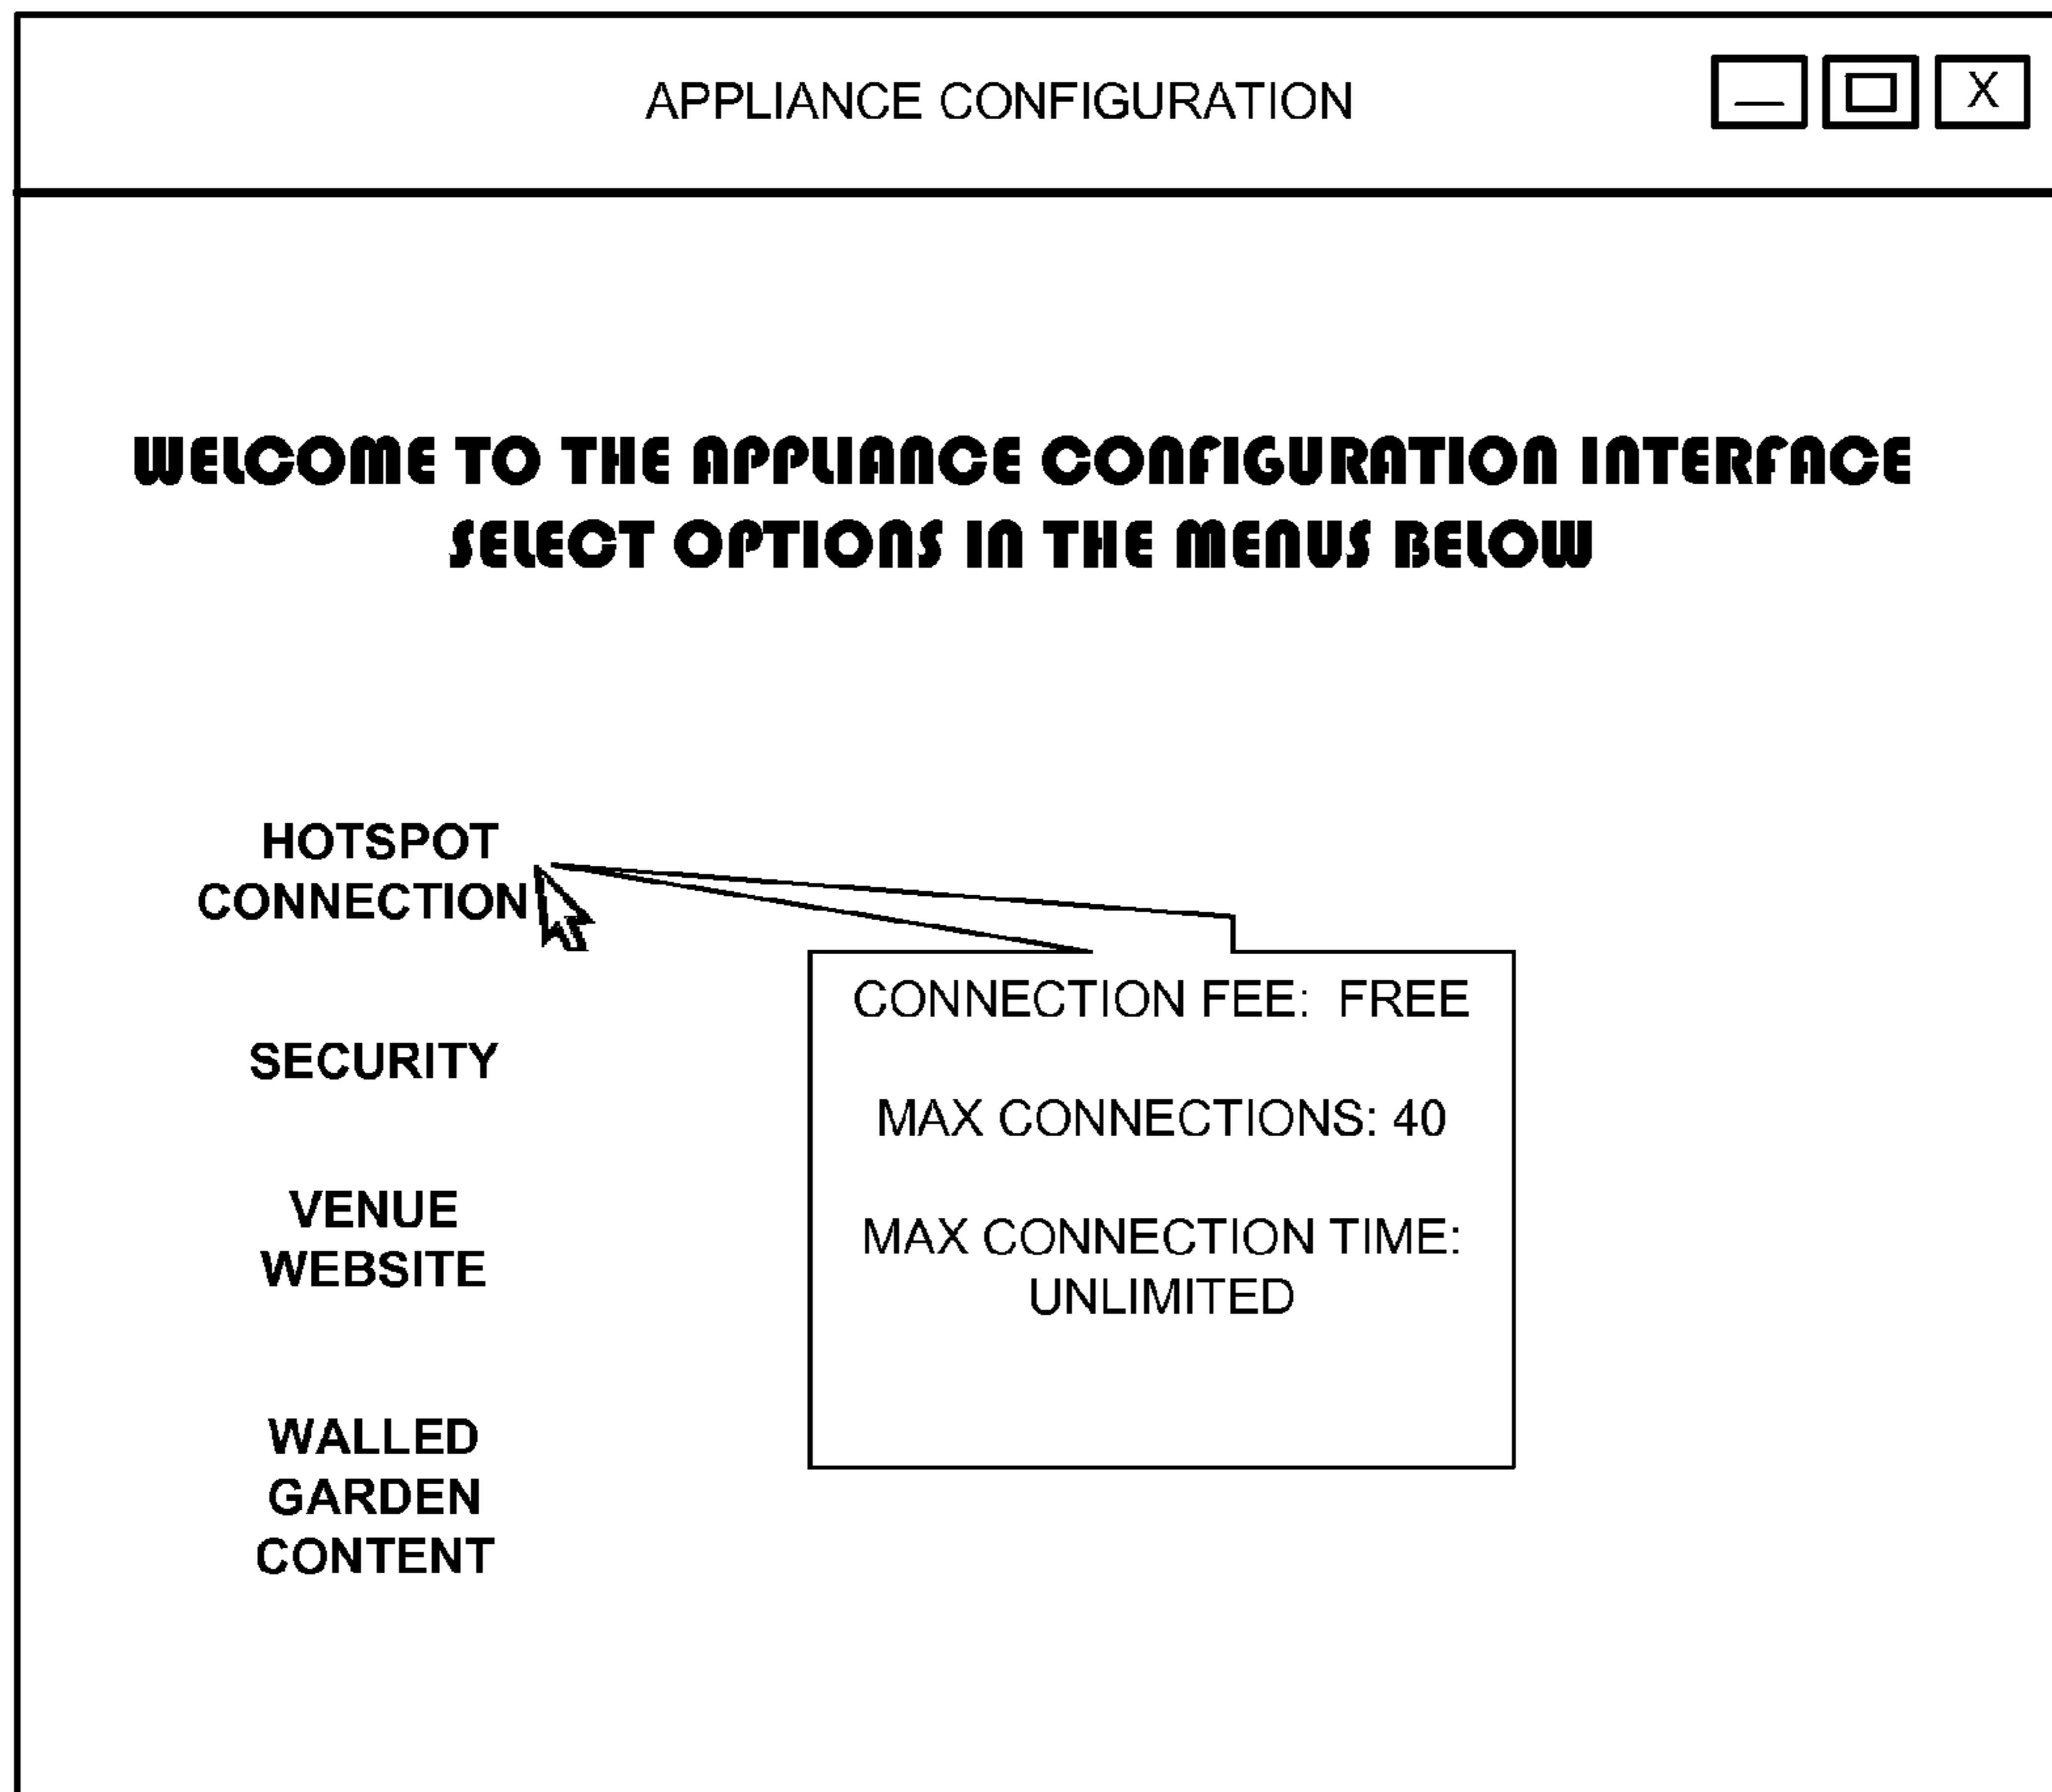 APPLIANCE CONFIGURATION
X
WELCOME TO THE APPLIANCE CONFIGURATION INTERFACE
SELECT OPTIONS IN THE MENUS BELOW
HOTSPOT
CONNECTION
CONNECTION FEE: FREE
MAX CONNECTIONS: 40
MAX CONNECTION TIME:
UNLIMITED
SECURITY
VENUE
WEBSITE
WALLED
GARDEN
CONTENT